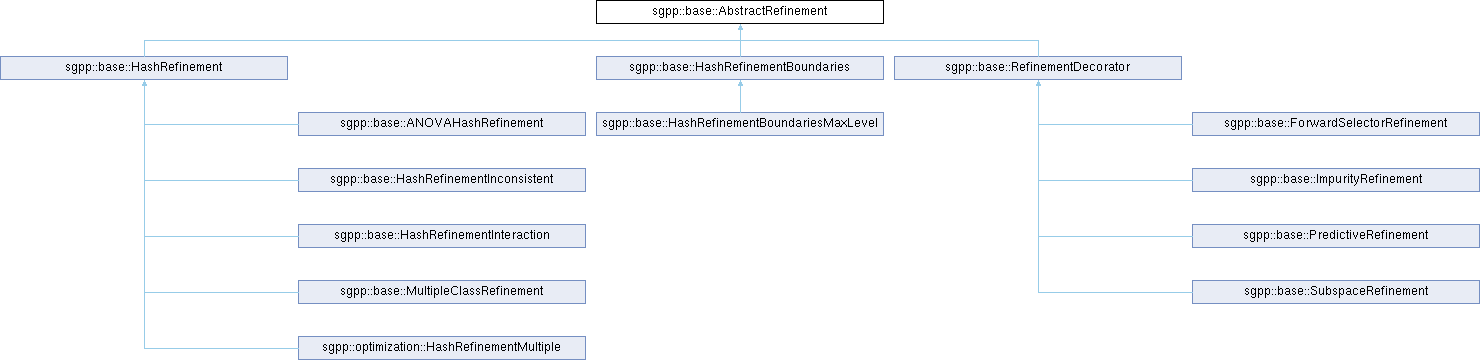 sgpp::base::AbstractRefinement
sgpp::base::HashRefinement
sgpp::base::HashRefinementBoundaries
sgpp::base::RefinementDecorator
sgpp::base::ANOVAHashRefinement
sgpp::base::HashRefinementBoundariesMaxLevel
sgpp::base::ForwardSelectorRefinement
sgpp::base::HashRefinementInconsistent
sgpp::base::ImpurityRefinement
sgpp::base::HashRefinementInteraction
sgpp::base::PredictiveRefinement
sgpp::base::MultipleClassRefinement
sgpp::base::SubspaceRefinement
sgpp::optimization::HashRefinementMultiple